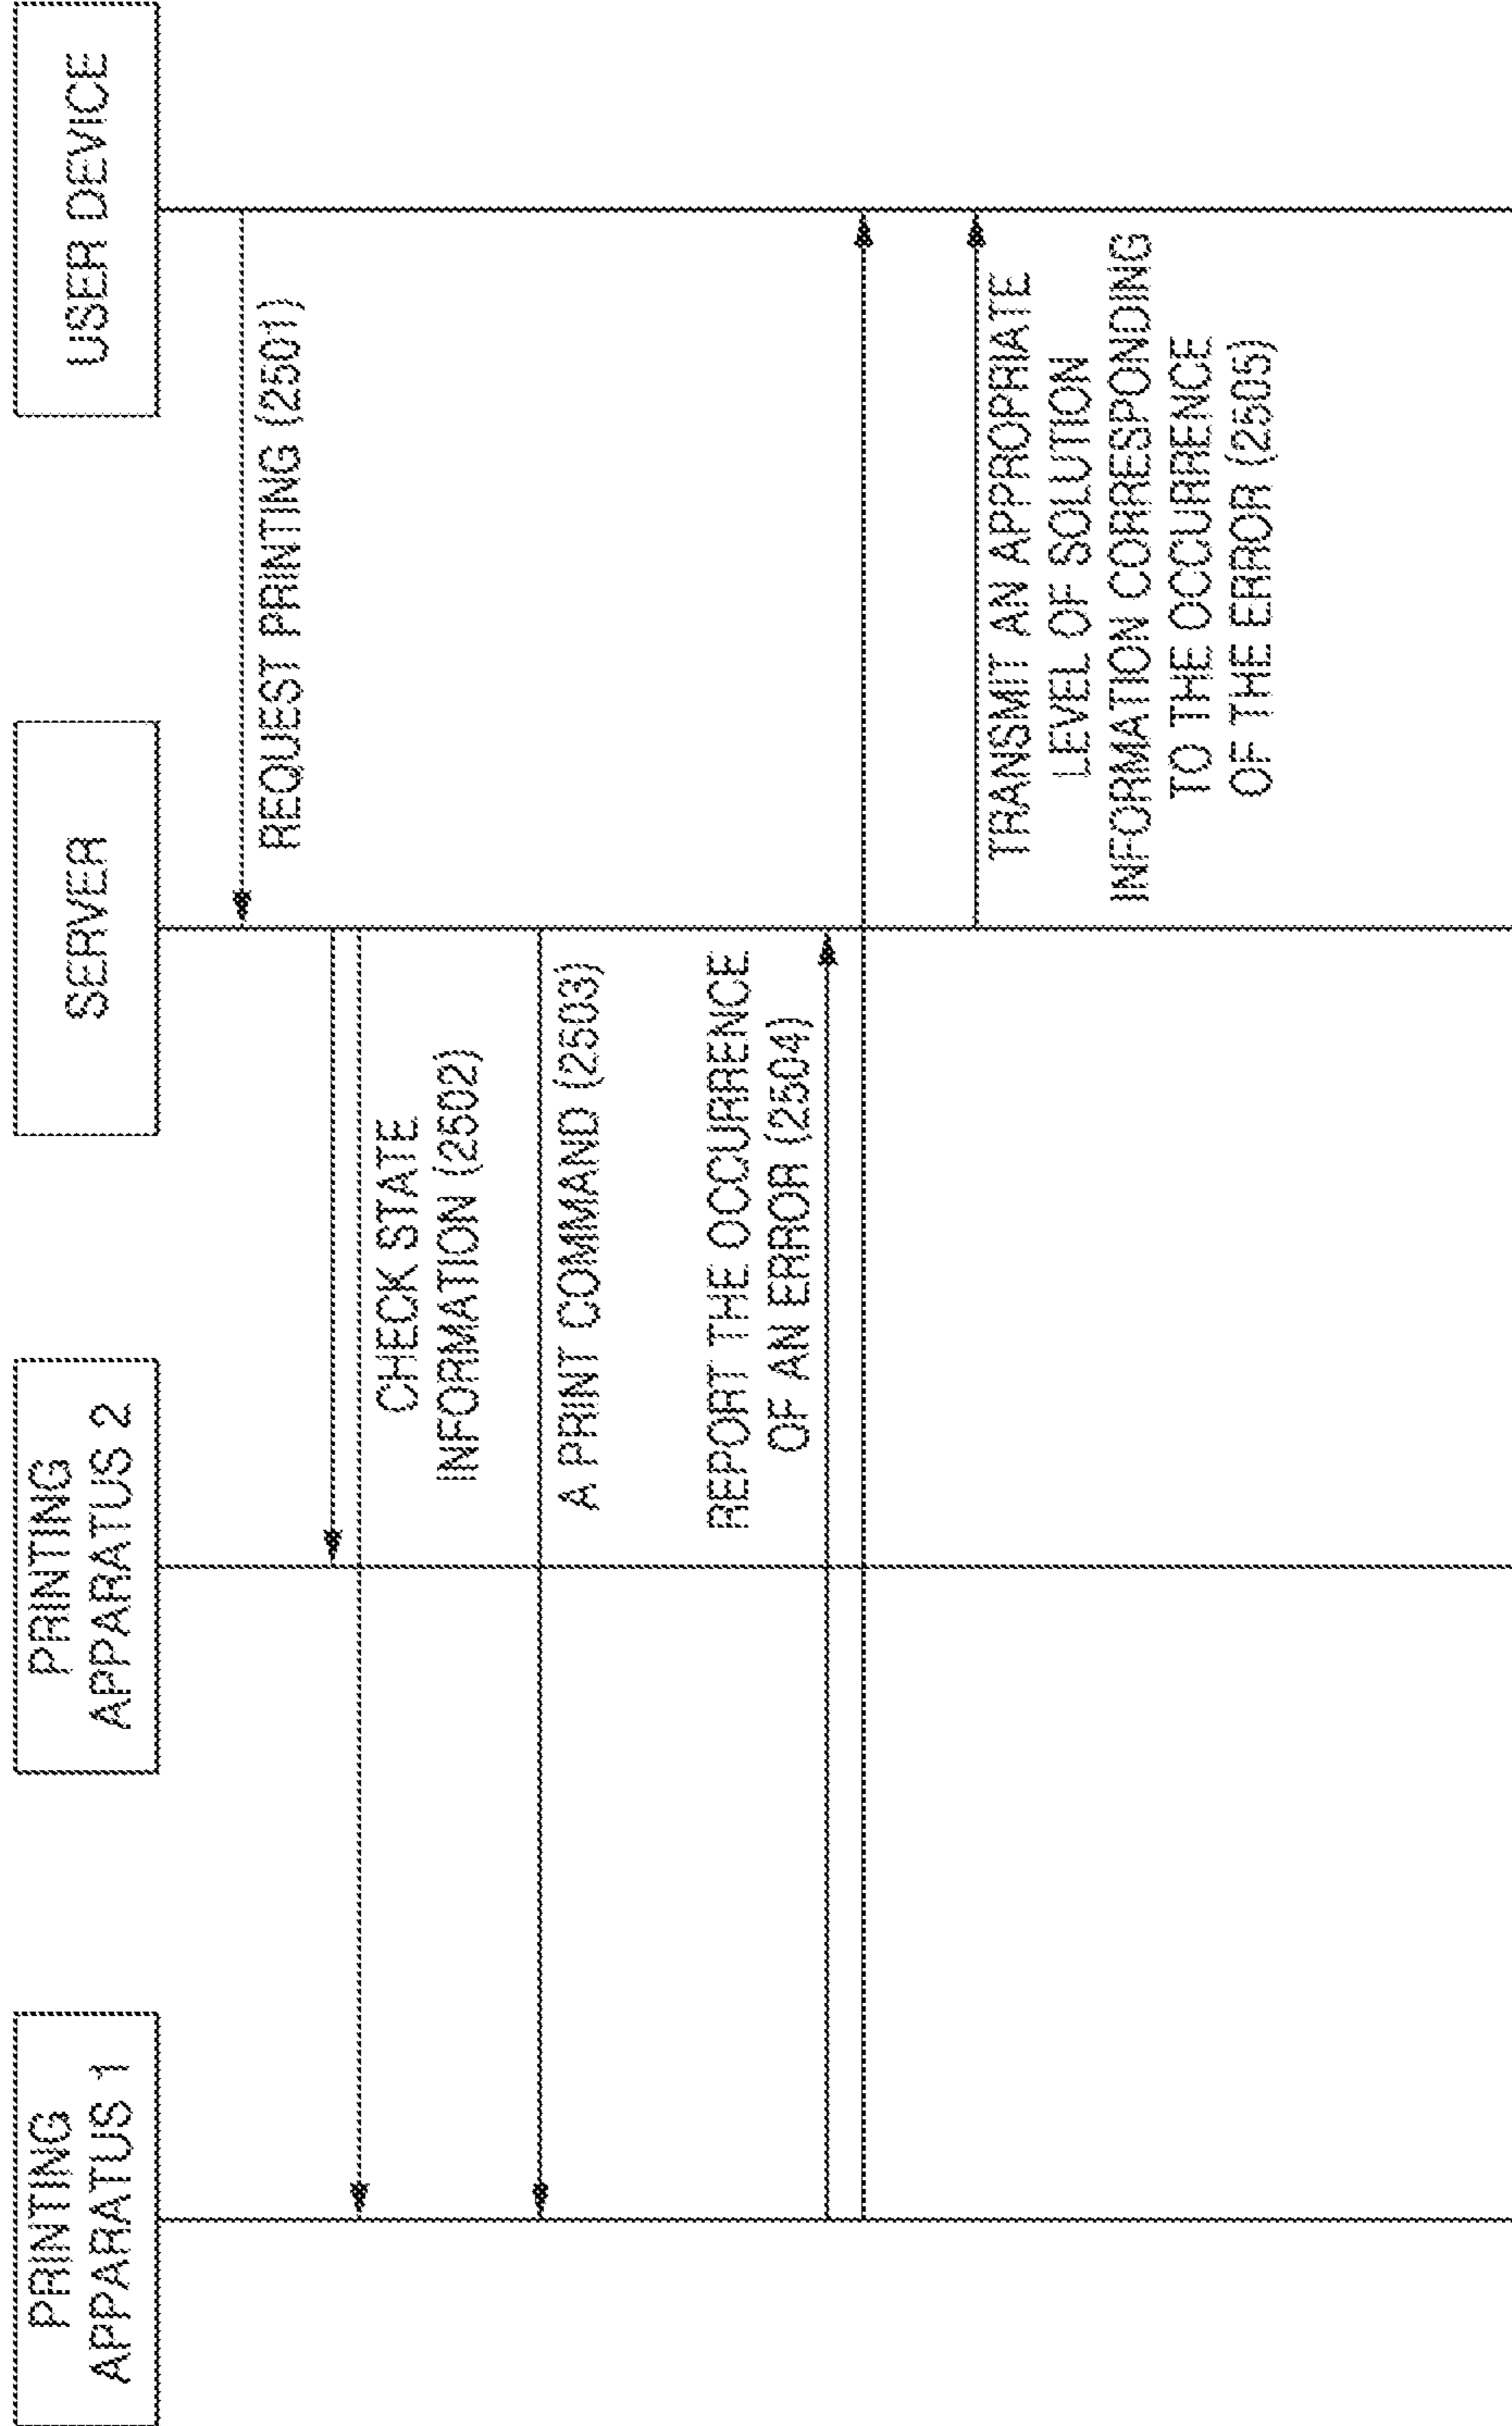 PRINTING
APPARATUS 1
PRINTING
APPARATUS 2
SERVER
USER DEVICE
REQUEST PRINTING (2501)
CHECK STATE
INFORMATION (2502)
A PRINT COMMAND (2503)
REPORT THE OCCURRENCE
OF AN ERROR (2504)
TRANSMIT AN APPROPRIATE
LEVEL OF SOLUTION
INFORMATION CORRESPONDING
TO THE OCCURRENCE
OF THE ERROR (2505)